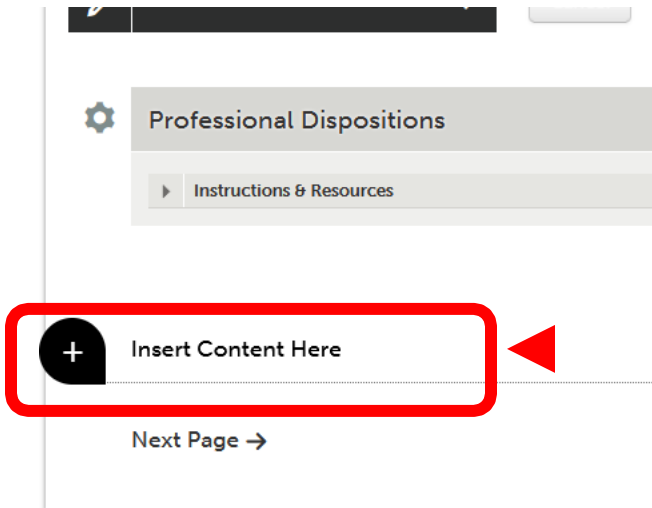 Professional Dispositions
Instructions & Resources
+ Insert Content Here
Next Page →